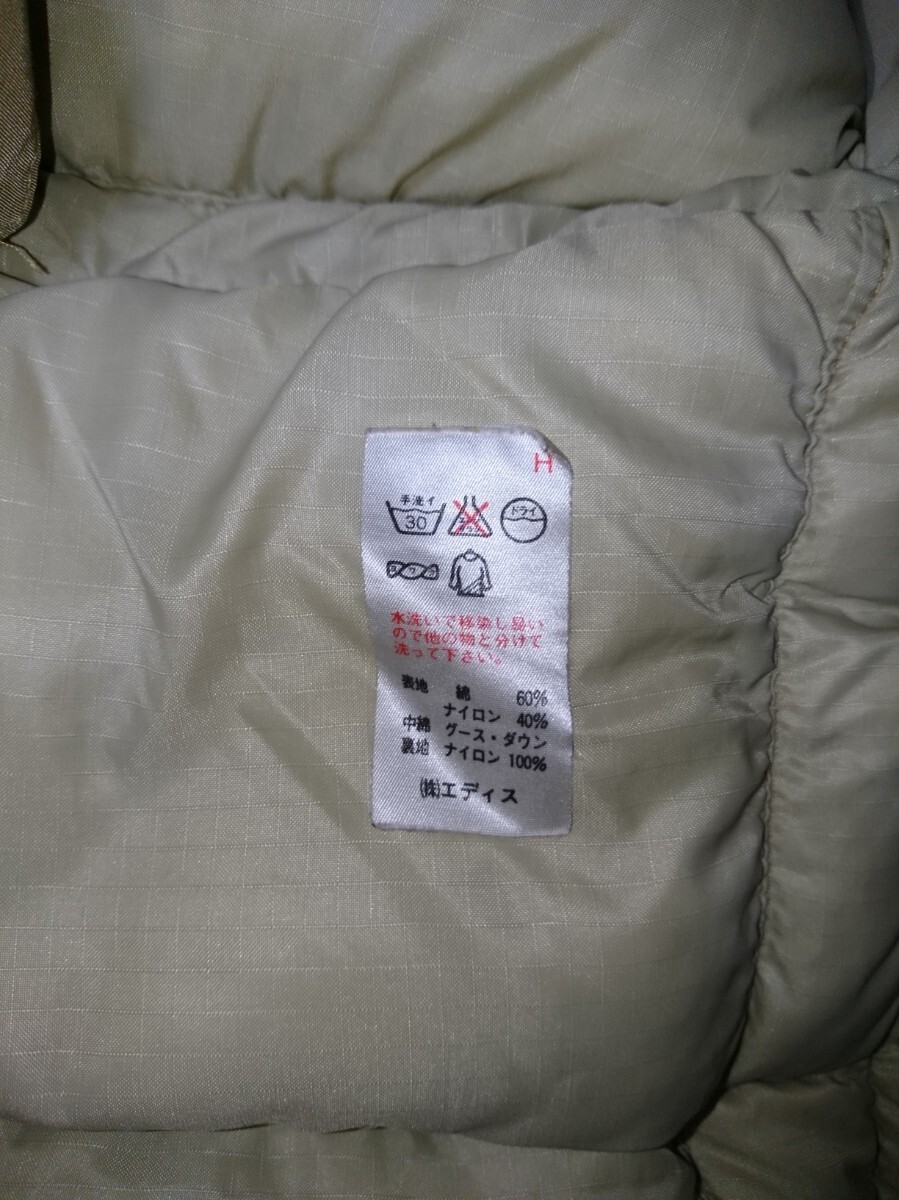 H
手洗イ
30
ドライ
水洗いで移染し易い
ので他の物と分けて
洗って下さい。
表地 綿 60%
ナイロン 40%
中綿 グース・ダウン
裏地 ナイロン 100%
㈱エディス